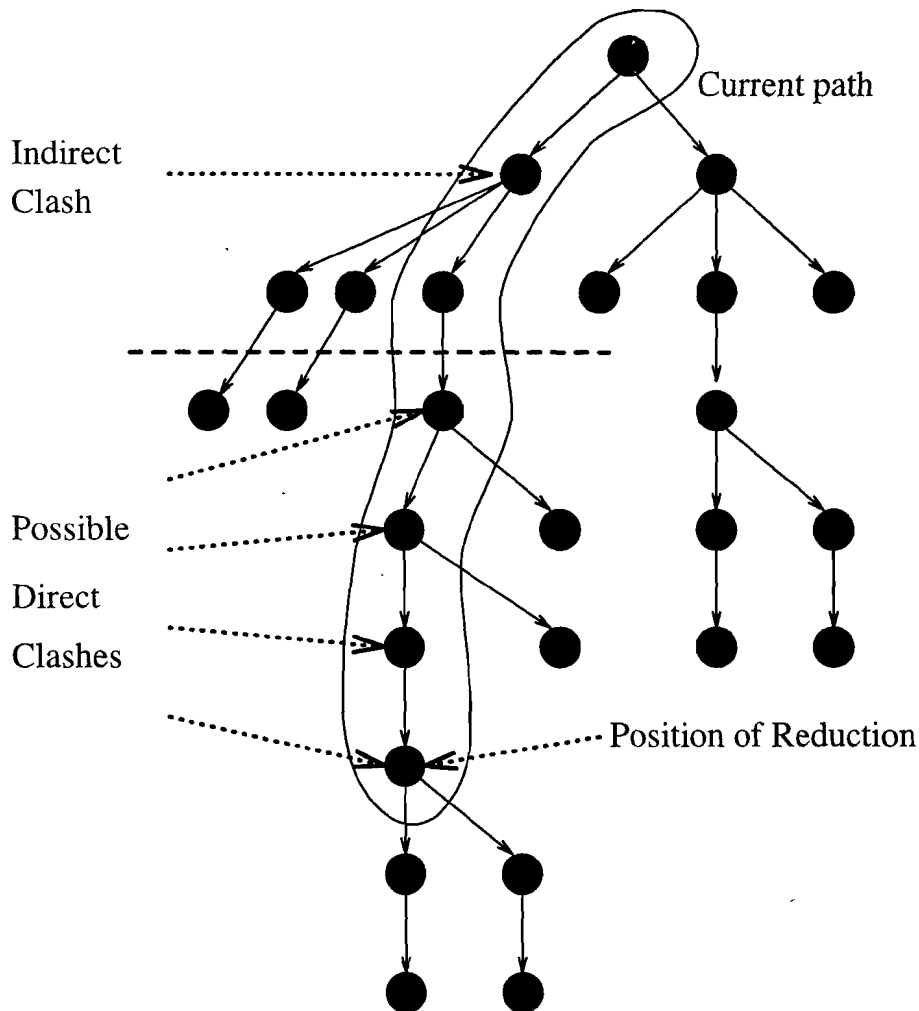 Current path
Indirect
Clash
Possible
Direct
Clashes
Position of Reduction